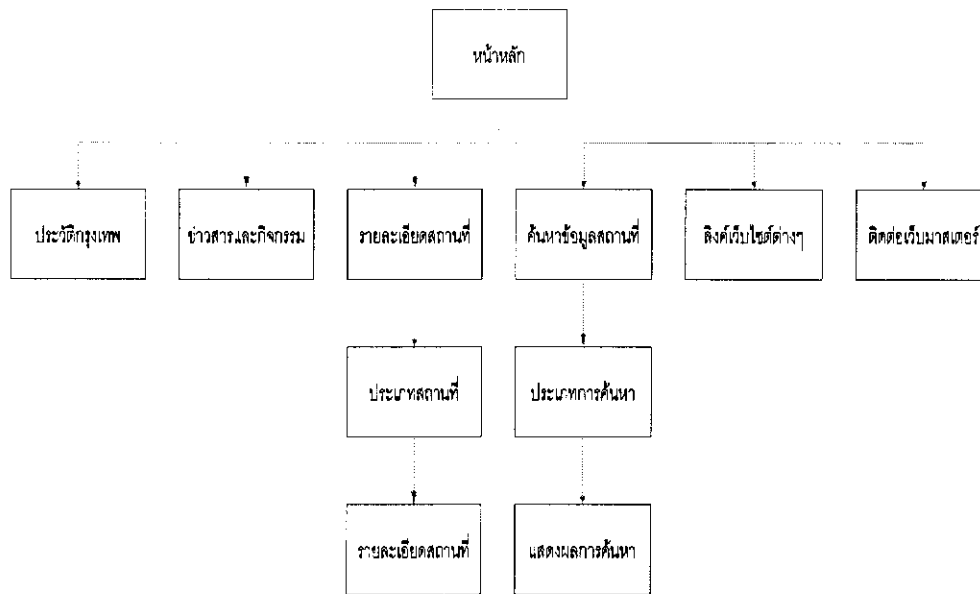 หน้าหลัก
ประวัติกรุงเทพ
ข่าวสารและกิจกรรม
รายละเอียดสถานที่
ค้นหาข้อมูลสถานที่
ลิงค์เว็บไซต์ต่างๆ
ติดต่อเว็บมาสเตอร์
ประเภทสถานที่
ประเภทการค้นหา
รายละเอียดสถานที่
แสดงผลการค้นหา